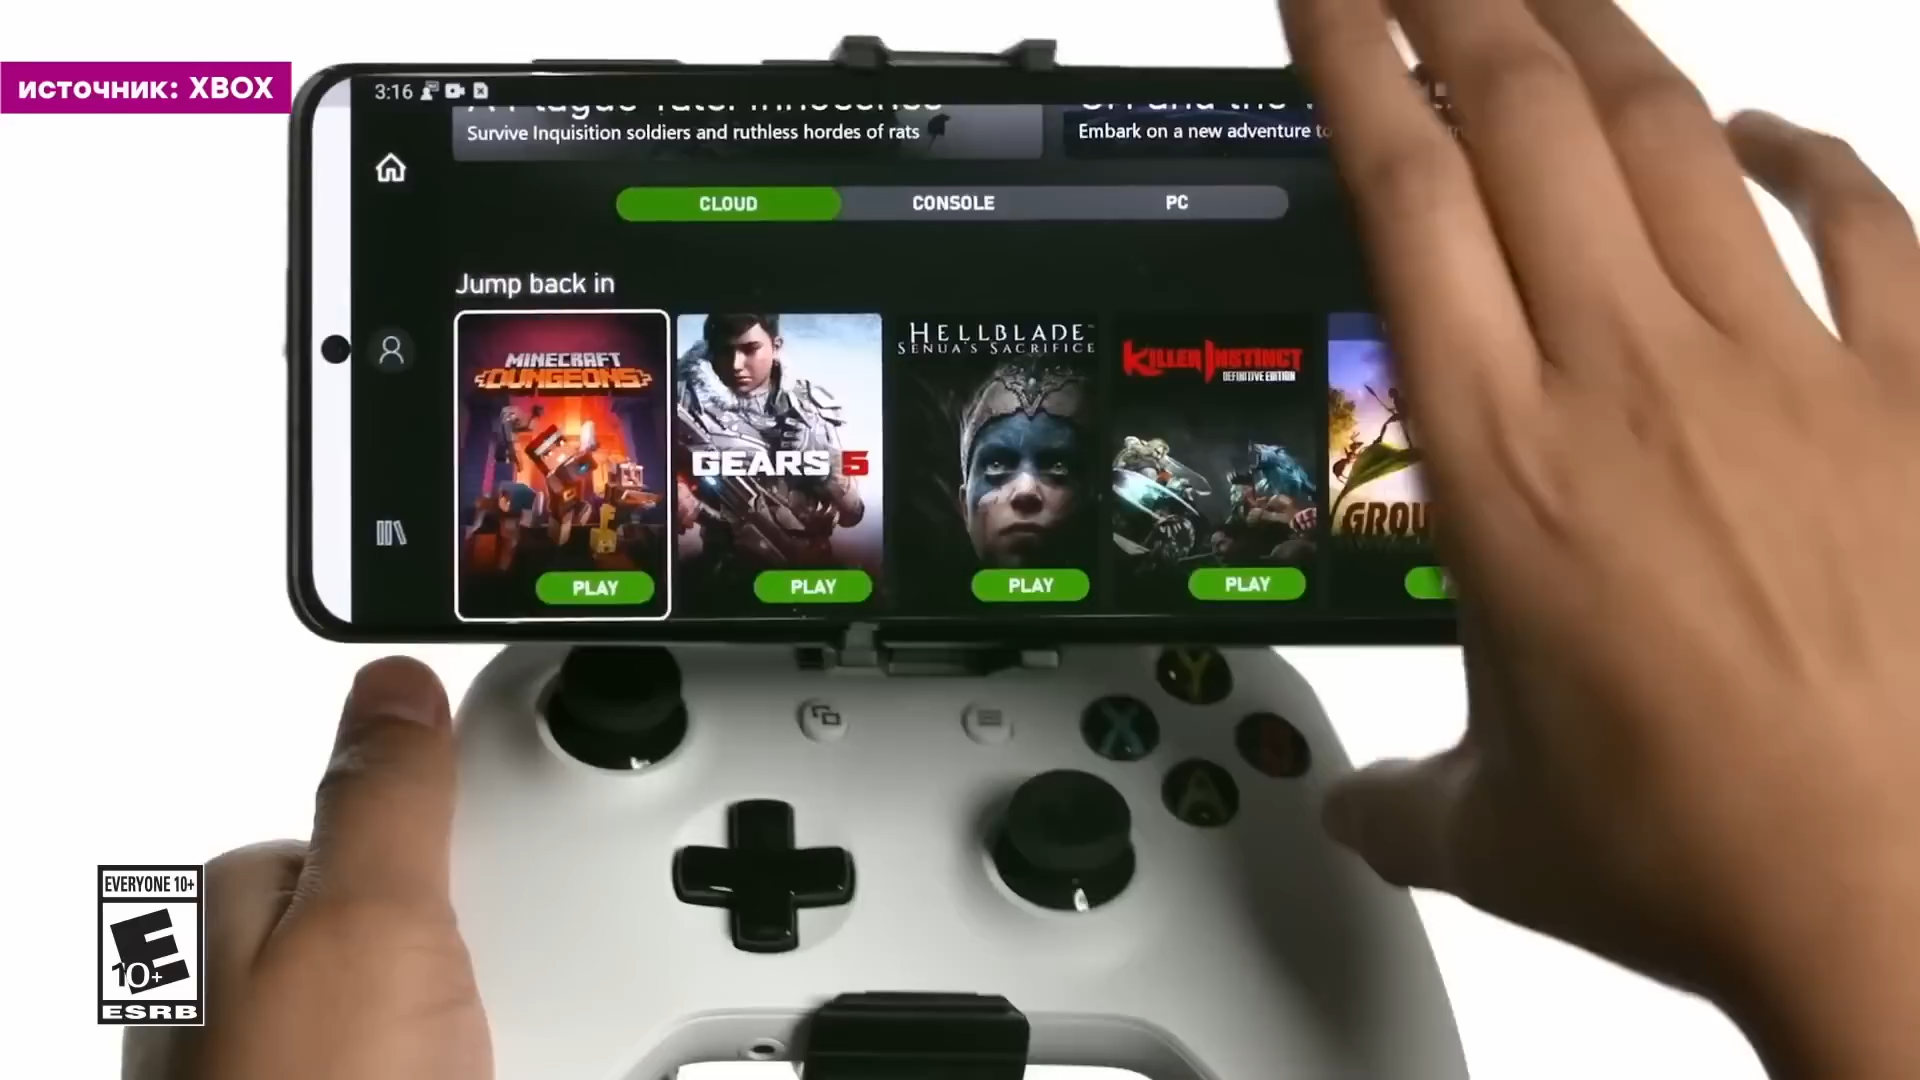 источник: XBOX
3:16
Survive Inquisition soldiers and ruthless hordes of rats
Embark on a new adventure to
CLOUD
CONSOLE
PC
Jump back in
MINECRAFT
DUNGEONS
GEARS 5
HELLBLADE
SENUA'S SACRIFICE
KILLER INSTINCT
DEFINITIVE EDITION
GROU
PLAY
PLAY
PLAY
PLAY
Y
X
B
A
EVERYONE 10+
E
10+
ESRB